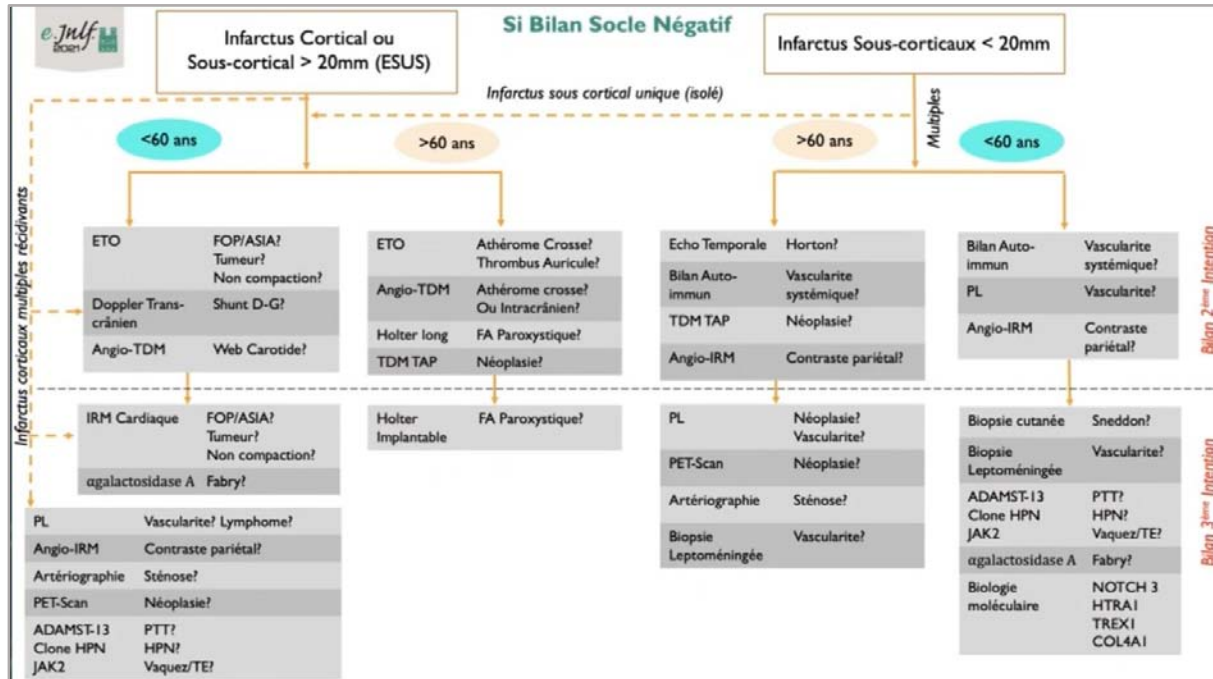 e.Jnlf.
2021
Si Bilan Socle Négatif
Infarctus Cortical ou
Sous-cortical > 20mm (ESUS)
Infarctus Sous-corticaux < 20mm
Infarctus sous cortical unique (isolé)
Multiples
<60 ans
>60 ans
>60 ans
<60 ans
Infarctus corticaux multiples récidivants
ETO FOP/ASIA?
Tumeur?
Non compaction?
Doppler Trans-
crânien Shunt D-G?
Angio-TDM Web Carotide?
ETO Athérome Crosse?
Thrombus Auricule?
Angio-TDM Athérome crosse?
Ou Intracrânien?
Holter long FA Paroxystique?
TDM TAP Néoplasie?
Echo Temporale Horton?
Bilan Auto-
immun Vascularite
systémique?
TDM TAP Néoplasie?
Angio-IRM Contraste pariétal?
Bilan Auto-
immun Vascularite
systémique?
PL Vascularite?
Angio-IRM Contraste
pariétal?
Bilan 2ème Intention
IRM Cardiaque FOP/ASIA?
Tumeur?
Non compaction?
αgalactosidase A Fabry?
PL Vascularite? Lymphome?
Angio-IRM Contraste pariétal?
Artériographie Sténose?
PET-Scan Néoplasie?
ADAMST-13 PTT?
Clone HPN HPN?
JAK2 Vaquez/TE?
Holter
Implantable FA Paroxystique?
PL Néoplasie?
Vascularite?
PET-Scan Néoplasie?
Artériographie Sténose?
Biopsie
Leptoméningée Vascularite?
Biopsie cutanée Sneddon?
Biopsie
Leptoméningée Vascularite?
ADAMST-13 PTT?
Clone HPN HPN?
JAK2 Vaquez/TE?
αgalactosidase A Fabry?
Biologie
moléculaire NOTCH 3
HTRA1
TREX1
COL4A1
Bilan 3ème Intention